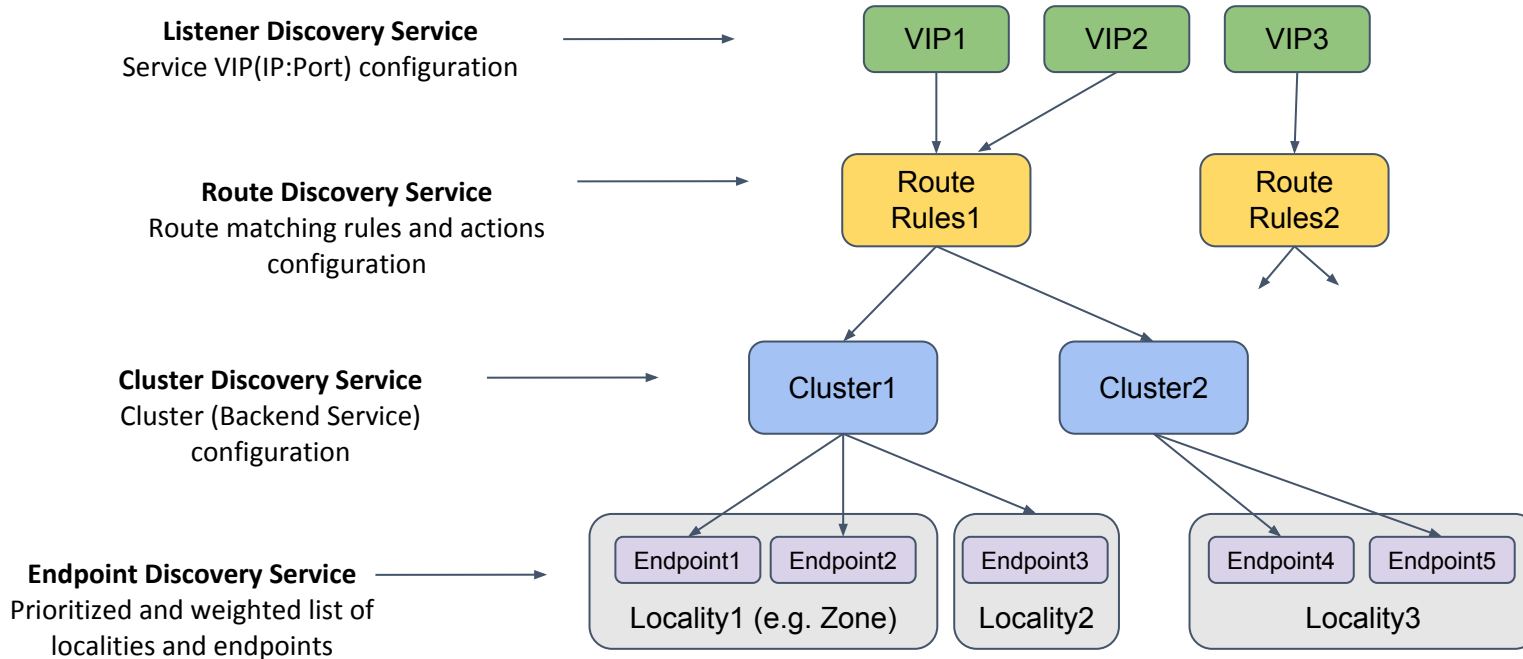 Listener Discovery Service
Service VIP(IP:Port) configuration
VIP1
VIP2
VIP3
Route Discovery Service
Route matching rules and actions
configuration
Route
Rules1
Route
Rules2
Cluster Discovery Service
Cluster (Backend Service)
configuration
Cluster1
Cluster2
Endpoint Discovery Service
Prioritized and weighted list of
localities and endpoints
Endpoint1
Endpoint2
Locality1 (e.g. Zone)
Endpoint3
Locality2
Endpoint4
Endpoint5
Locality3